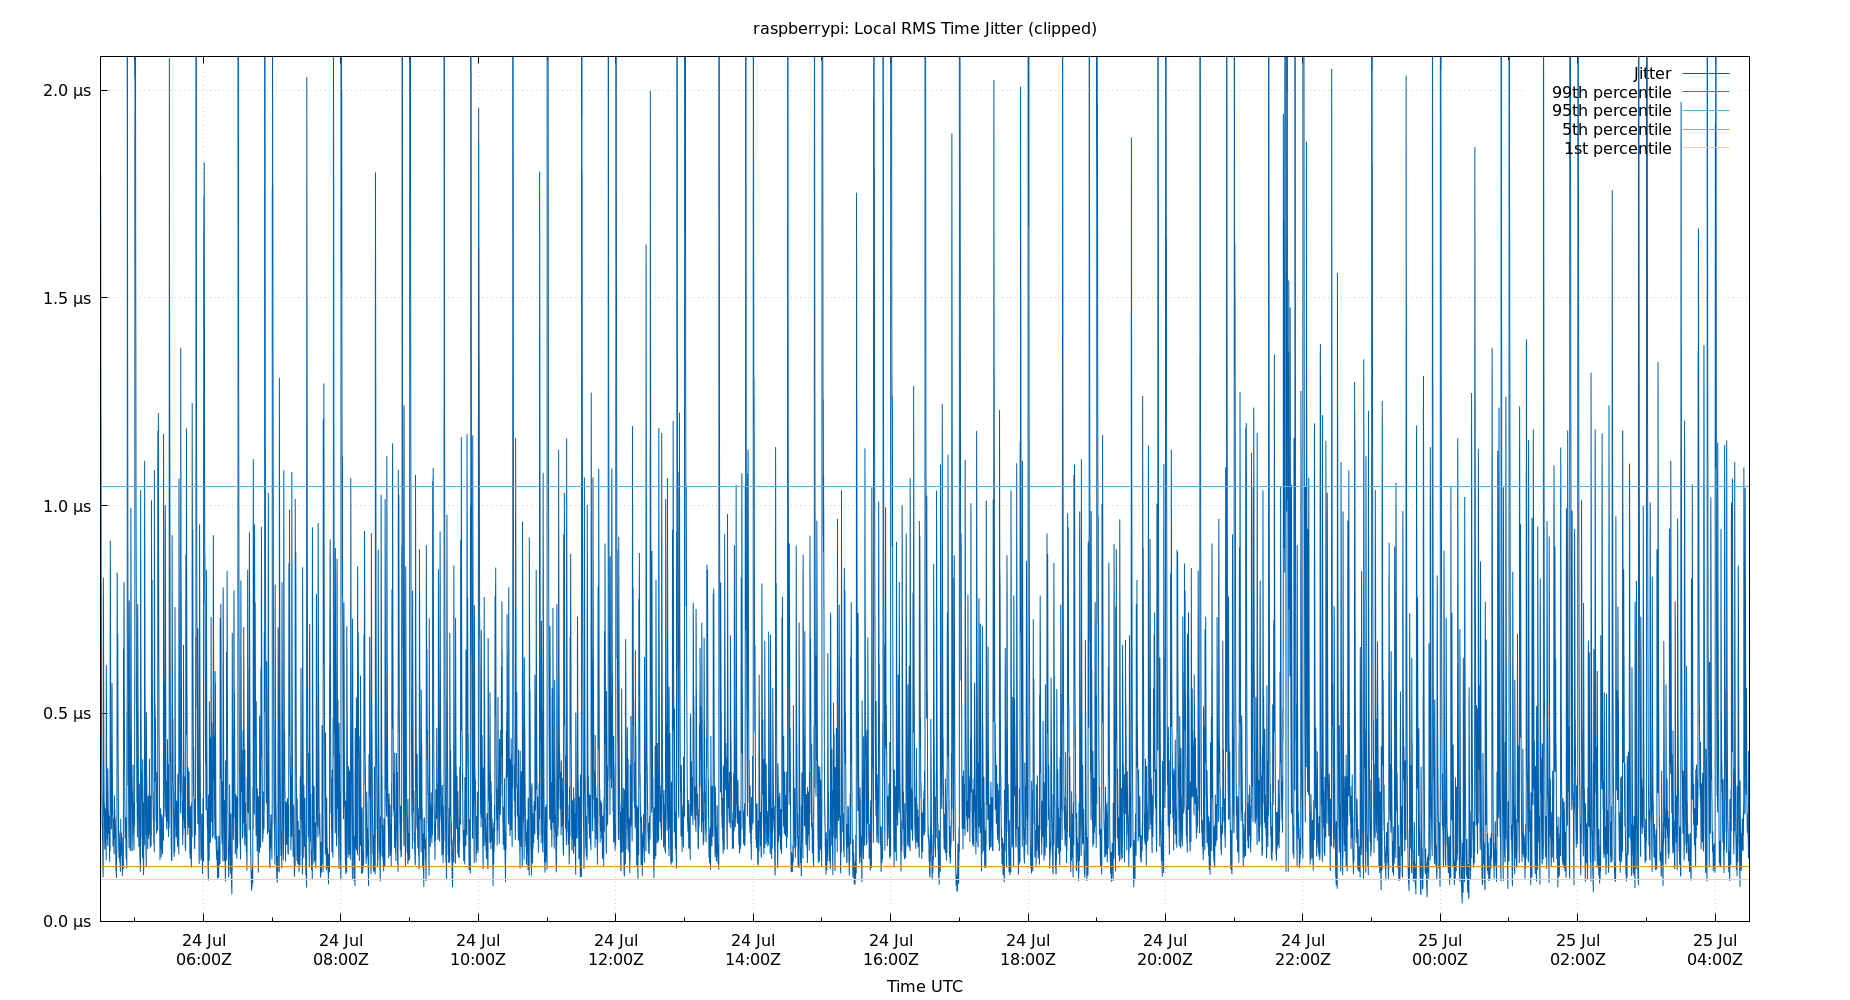 raspberrypi: Local RMS Time Jitter (clipped)
Jitter
99th percentile
95th percentile
5th percentile
1st percentile
2.0 µs
1.5 µs
1.0 µs
0.5 µs
0.0 µs
24 Jul 24 Jul 24 Jul 24 Jul 24 Jul 24 Jul 24 Jul 24 Jul 24 Jul 25 Jul 25 Jul 25 Jul
06:00Z 08:00Z 10:00Z 12:00Z 14:00Z 16:00Z 18:00Z 20:00Z 22:00Z 00:00Z 02:00Z 04:00Z
Time UTC